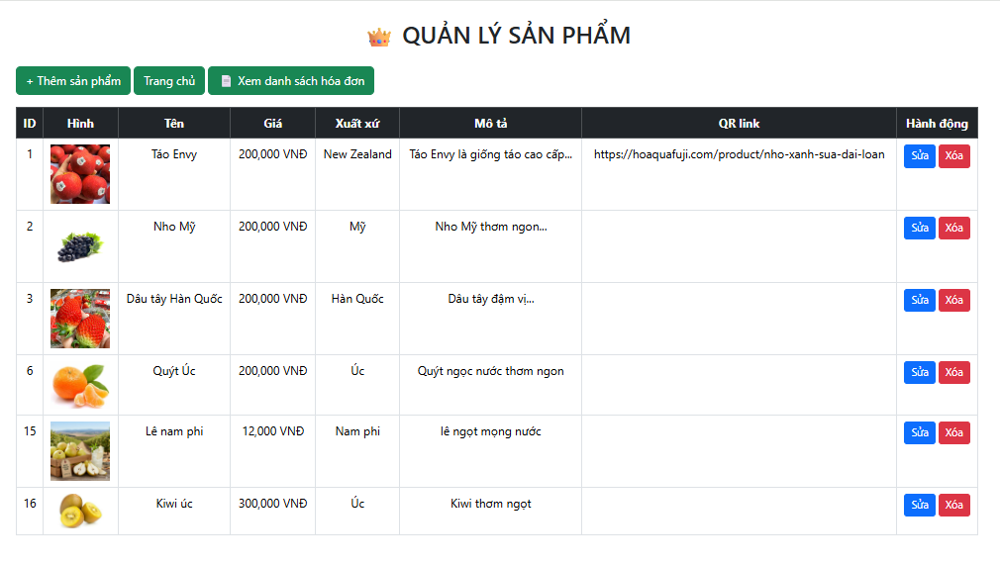 👑 QUẢN LÝ SẢN PHẨM
+ Thêm sản phẩm Trang chủ 📄 Xem danh sách hóa đơn
ID Hình Tên Giá Xuất xứ Mô tả QR link Hành động
1 Táo Envy 200,000 VNĐ New Zealand Táo Envy là giống táo cao cấp... https://hoaquafuji.com/product/nho-xanh-sua-dai-loan Sửa Xóa
2 Nho Mỹ 200,000 VNĐ Mỹ Nho Mỹ thơm ngon... Sửa Xóa
3 Dâu tây Hàn Quốc 200,000 VNĐ Hàn Quốc Dâu tây đậm vị... Sửa Xóa
6 Quýt Úc 200,000 VNĐ Úc Quýt ngọc nước thơm ngon Sửa Xóa
15 Lê nam phi 12,000 VNĐ Nam phi lê ngọt mọng nước Sửa Xóa
16 Kiwi úc 300,000 VNĐ Úc Kiwi thơm ngọt Sửa Xóa